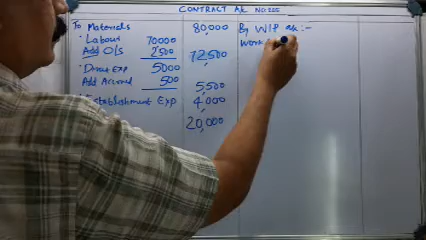 CONTRACT A/c NO.225
To Materials 80,000 By WIP a/c :-
" Labour 70000 Work
Add O/S 2500 72,500
" Direct Exp 5000
Add Accrued 500 5,500
" Establishment Exp 4,000
20,000